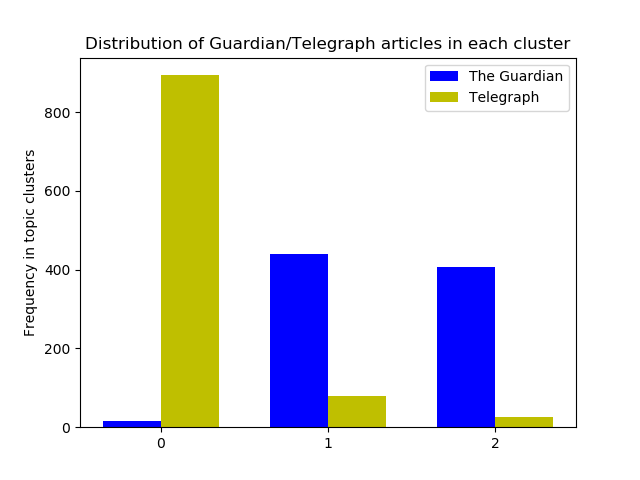 Distribution of Guardian/Telegraph articles in each cluster
The Guardian
Telegraph
Frequency in topic clusters
800
600
400
200
0
0 1 2